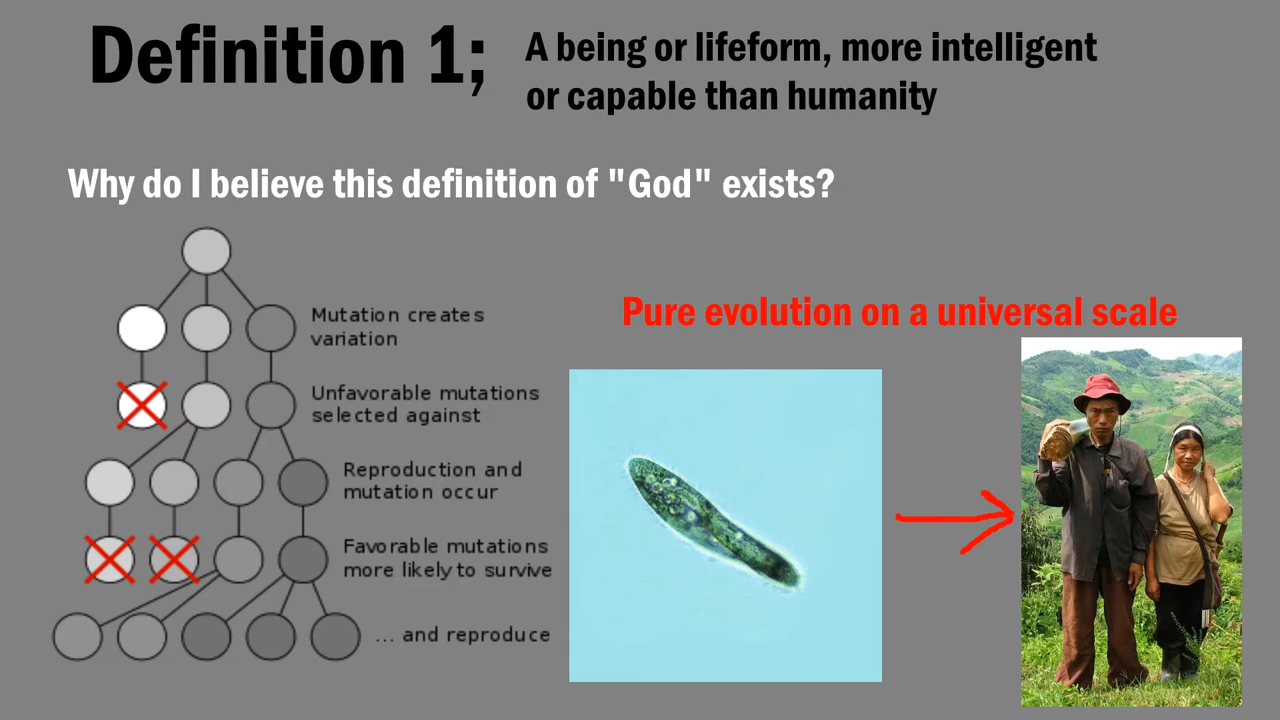 Definition 1;
A being or lifeform, more intelligent
or capable than humanity
Why do I believe this definition of "God" exists?
Mutation creates
variation
Unfavorable mutations
selected against
Reproduction and
mutation occur
Favorable mutations
more likely to survive
... and reproduce
Pure evolution on a universal scale